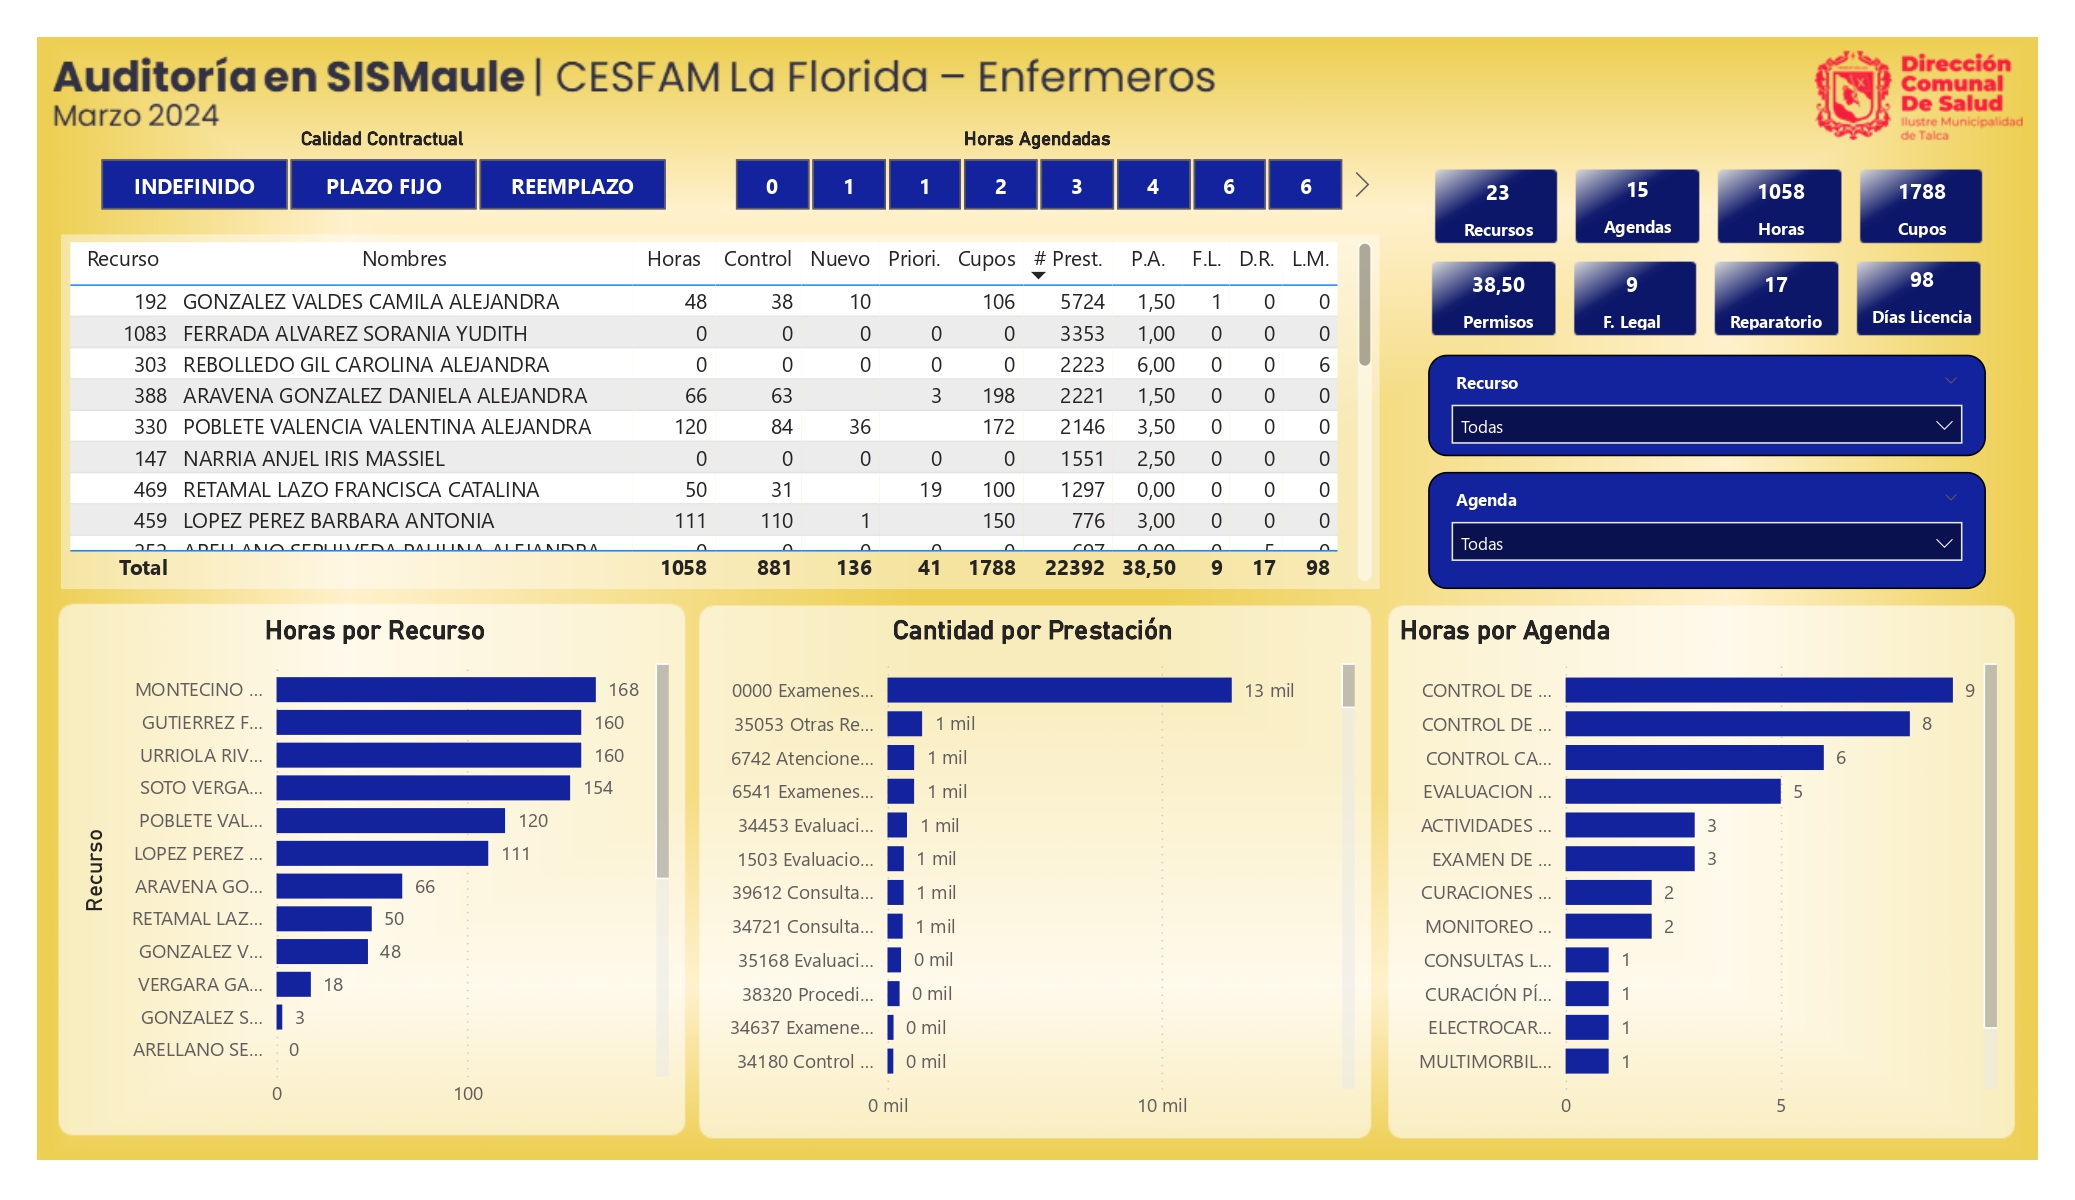 Auditoría en SISMaule | CESFAM La Florida – Enfermeros
Marzo 2024
Dirección
Comunal
De Salud
Ilustre Municipalidad
de Talca
Calidad Contractual
INDEFINIDO PLAZO FIJO REEMPLAZO
Horas Agendadas
0 1 1 2 3 4 6 6
23 Recursos
15 Agendas
1058 Horas
1788 Cupos
38,50 Permisos
9 F. Legal
17 Reparatorio
98 Días Licencia
Recurso Nombres Horas Control Nuevo Priori. Cupos # Prest. P.A. F.L. D.R. L.M.
192 GONZALEZ VALDES CAMILA ALEJANDRA 48 38 10 106 5724 1,50 1 0 0
1083 FERRADA ALVAREZ SORANIA YUDITH 0 0 0 0 0 3353 1,00 0 0 0
303 REBOLLEDO GIL CAROLINA ALEJANDRA 0 0 0 0 0 2223 6,00 0 0 6
388 ARAVENA GONZALEZ DANIELA ALEJANDRA 66 63 3 198 2221 1,50 0 0 0
330 POBLETE VALENCIA VALENTINA ALEJANDRA 120 84 36 172 2146 3,50 0 0 0
147 NARRIA ANJEL IRIS MASSIEL 0 0 0 0 0 1551 2,50 0 0 0
469 RETAMAL LAZO FRANCISCA CATALINA 50 31 19 100 1297 0,00 0 0 0
459 LOPEZ PEREZ BARBARA ANTONIA 111 110 1 150 776 3,00 0 0 0
Total 1058 881 136 41 1788 22392 38,50 9 17 98
Recurso
Todas
Agenda
Todas
Horas por Recurso
Recurso
MONTECINO ... 168
GUTIERREZ F... 160
URRIOLA RIV... 160
SOTO VERGA... 154
POBLETE VAL... 120
LOPEZ PEREZ ... 111
ARAVENA GO... 66
RETAMAL LAZ... 50
GONZALEZ V... 48
VERGARA GA... 18
GONZALEZ S... 3
ARELLANO SE... 0
0 100
Cantidad por Prestación
0000 Examenes... 13 mil
35053 Otras Re... 1 mil
6742 Atencione... 1 mil
6541 Examenes... 1 mil
34453 Evaluaci... 1 mil
1503 Evaluacio... 1 mil
39612 Consulta... 1 mil
34721 Consulta... 1 mil
35168 Evaluaci... 0 mil
38320 Procedi... 0 mil
34637 Examene... 0 mil
34180 Control ... 0 mil
0 mil 10 mil
Horas por Agenda
CONTROL DE ... 9
CONTROL DE ... 8
CONTROL CA... 6
EVALUACION ... 5
ACTIVIDADES ... 3
EXAMEN DE ... 3
CURACIONES ... 2
MONITOREO ... 2
CONSULTAS L... 1
CURACIÓN PÍ... 1
ELECTROCAR... 1
MULTIMORBIL... 1
0 5